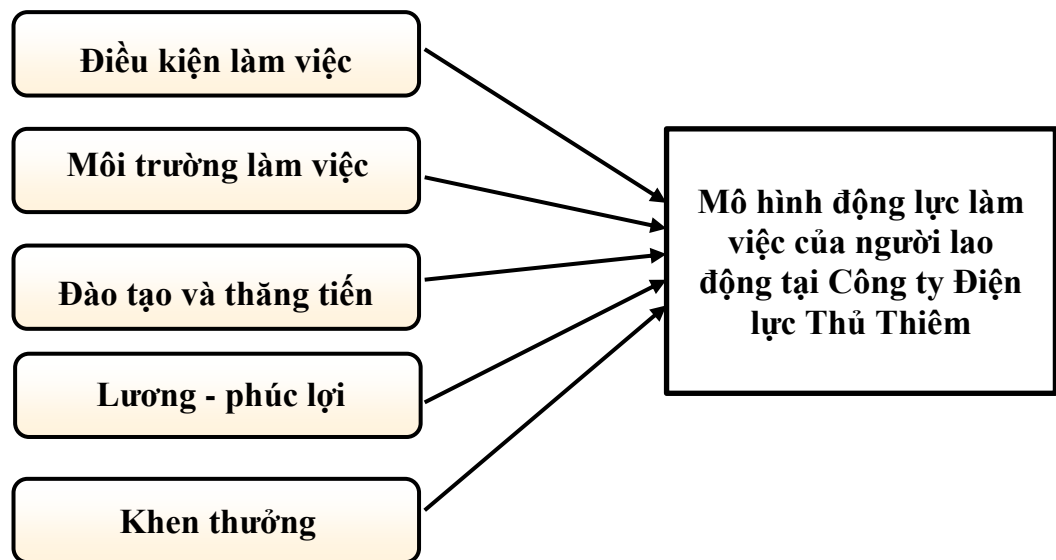 Điều kiện làm việc
Môi trường làm việc
Đào tạo và thăng tiến
Lương - phúc lợi
Khen thưởng
Mô hình động lực làm
việc của người lao
động tại Công ty Điện
lực Thủ Thiêm